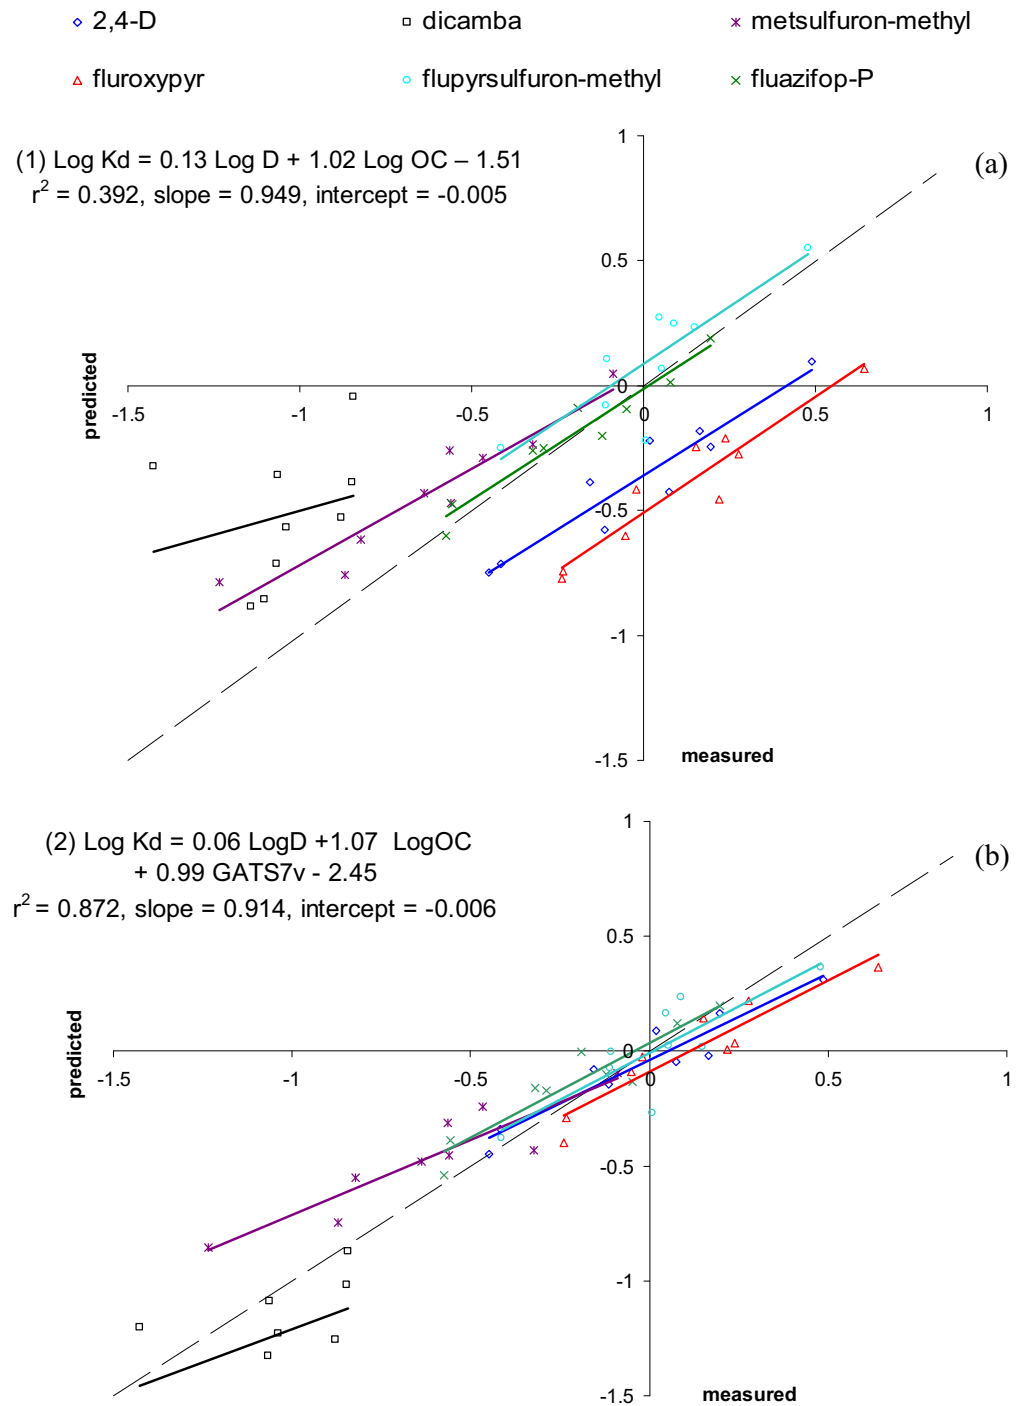 2,4-D dicamba metsulfuron-methyl
fluroxypyr flupyrsulfuron-methyl fluazifop-P
(1) Log Kd = 0.13 Log D + 1.02 Log OC – 1.51
r² = 0.392, slope = 0.949, intercept = -0.005
(a)
1
0.5
0
-0.5
-1
-1.5
-1.5 -1 -0.5 0 0.5 1
predicted
measured
(2) Log Kd = 0.06 LogD +1.07 LogOC
+ 0.99 GATS7v - 2.45
r² = 0.872, slope = 0.914, intercept = -0.006
(b)
1
0.5
0
-0.5
-1
-1.5
-1.5 -1 -0.5 0 0.5 1
predicted
measured